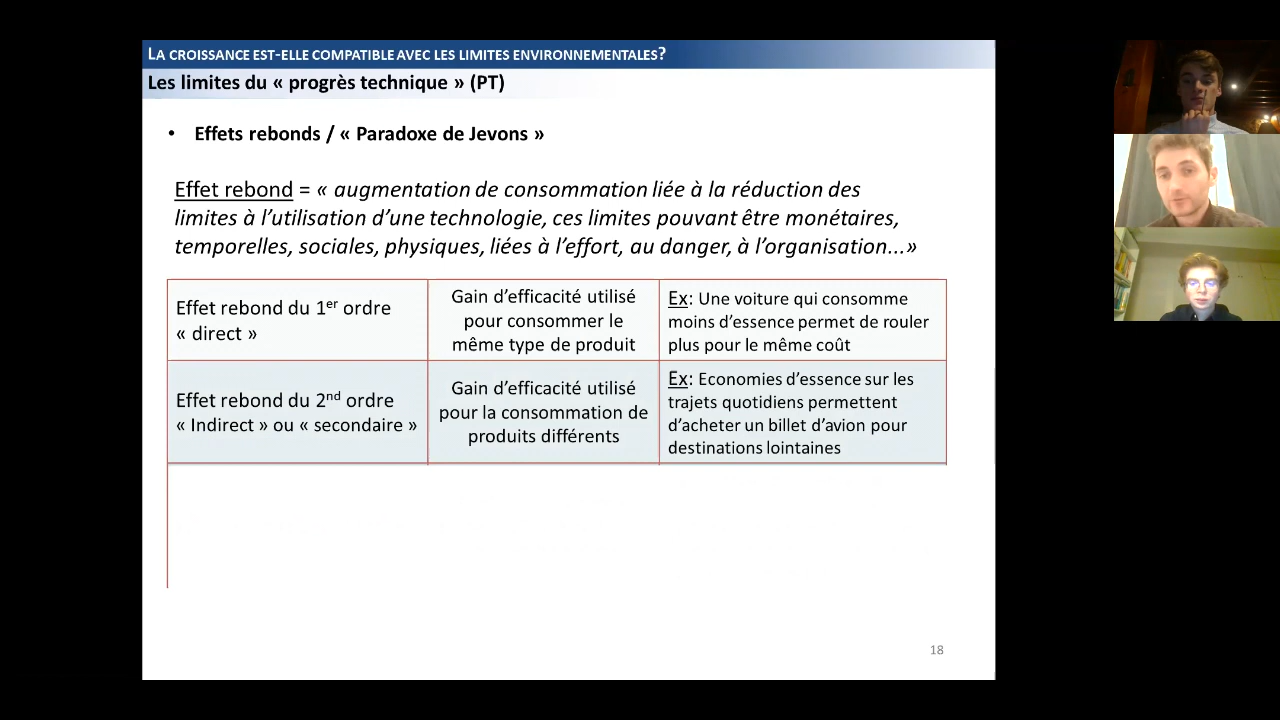 LA CROISSANCE EST-ELLE COMPATIBLE AVEC LES LIMITES ENVIRONNEMENTALES?
Les limites du « progrès technique » (PT)
• Effets rebonds / « Paradoxe de Jevons »
Effet rebond = « augmentation de consommation liée à la réduction des
limites à l’utilisation d’une technologie, ces limites pouvant être monétaires,
temporelles, sociales, physiques, liées à l’effort, au danger, à l’organisation...»
Effet rebond du 1er ordre
« direct »
Gain d’efficacité utilisé
pour consommer le
même type de produit
Ex: Une voiture qui consomme
moins d’essence permet de rouler
plus pour le même coût
Effet rebond du 2nd ordre
« Indirect » ou « secondaire »
Gain d’efficacité utilisé
pour la consommation de
produits différents
Ex: Economies d’essence sur les
trajets quotidiens permettent
d’acheter un billet d’avion pour
destinations lointaines
18